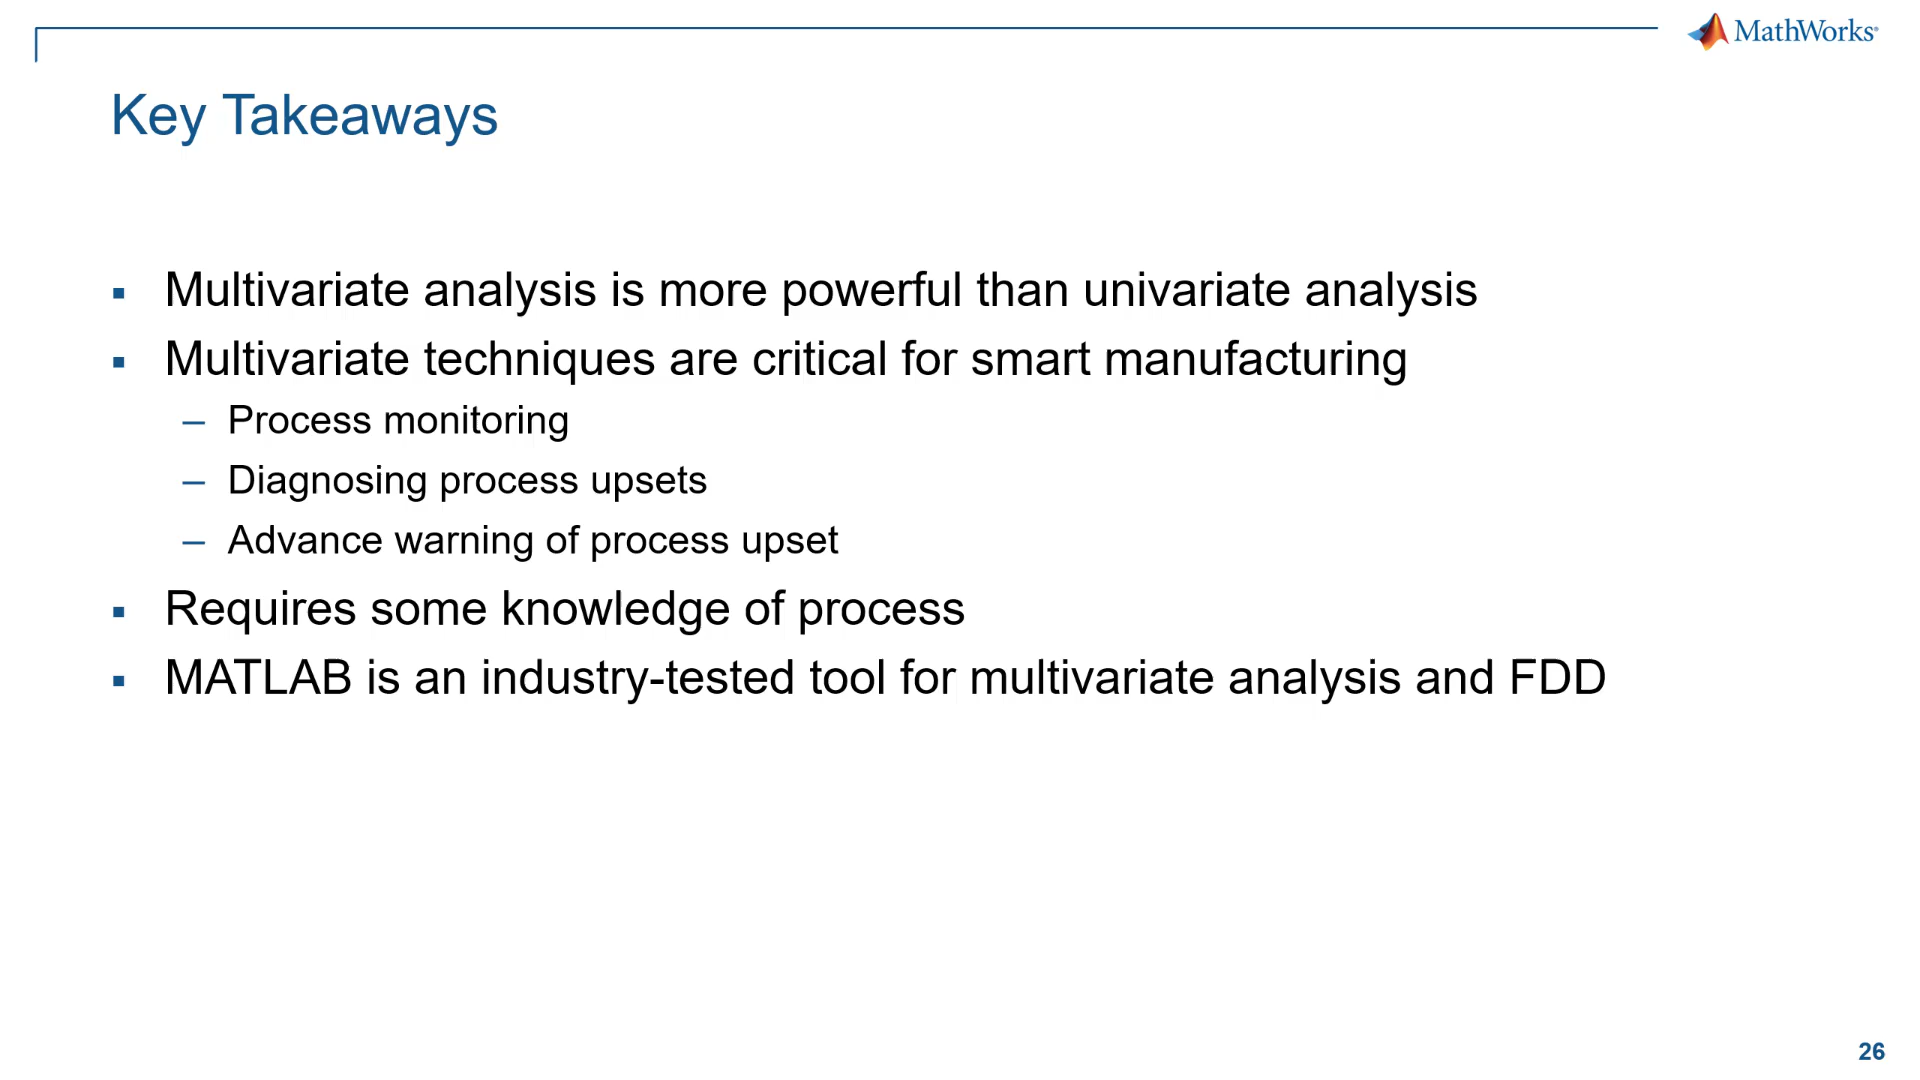 MathWorks®
Key Takeaways
▪ Multivariate analysis is more powerful than univariate analysis
▪ Multivariate techniques are critical for smart manufacturing
– Process monitoring
– Diagnosing process upsets
– Advance warning of process upset
▪ Requires some knowledge of process
▪ MATLAB is an industry-tested tool for multivariate analysis and FDD
26